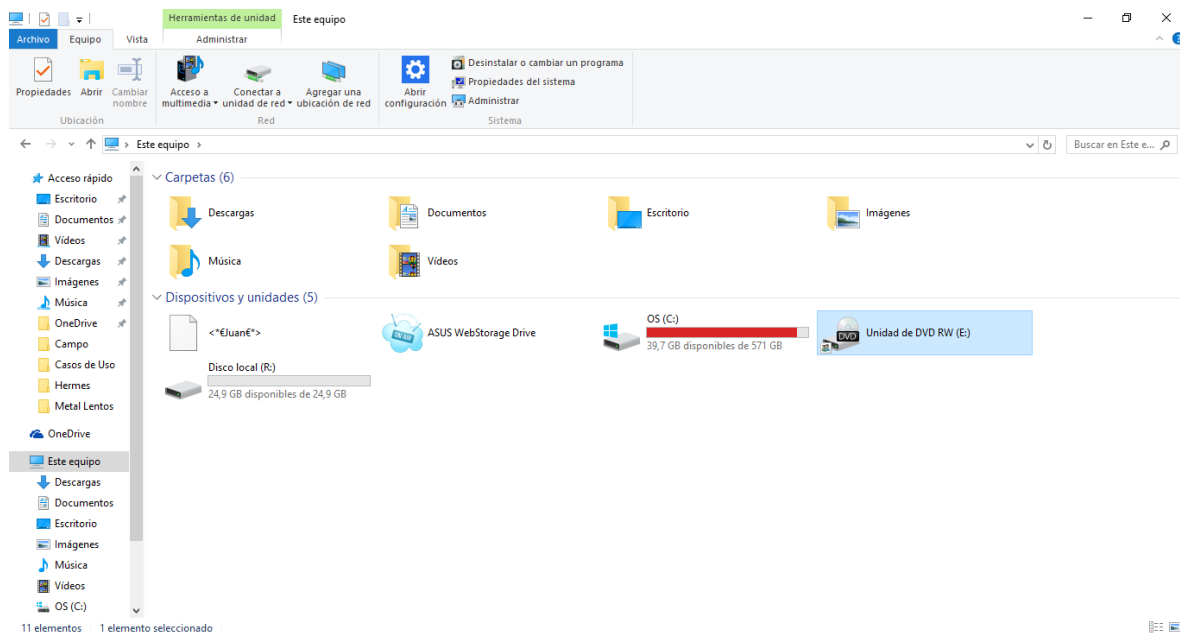 Herramientas de unidad Este equipo
Archivo Equipo Vista Administrar
Propiedades
Abrir
Cambiar
nombre
Ubicación
Acceso a
multimedia
Conectar a
unidad de red
Agregar una
ubicación de red
Red
Abrir
configuración
Desinstalar o cambiar un programa
Propiedades del sistema
Administrar
Sistema
Este equipo
Buscar en Este e...
Acceso rápido
Escritorio
Documentos
Vídeos
Descargas
Imágenes
Música
OneDrive
Campo
Casos de Uso
Hermes
Metal Lentos
OneDrive
Este equipo
Descargas
Documentos
Escritorio
Imágenes
Música
Vídeos
OS (C:)
Carpetas (6)
Descargas
Documentos
Escritorio
Imágenes
Música
Vídeos
Dispositivos y unidades (5)
<*€Juan€*>
ASUS WebStorage Drive
OS (C:)
39,7 GB disponibles de 571 GB
DVD
Unidad de DVD RW (E:)
Disco local (R:)
24,9 GB disponibles de 24,9 GB
11 elementos 1 elemento seleccionado